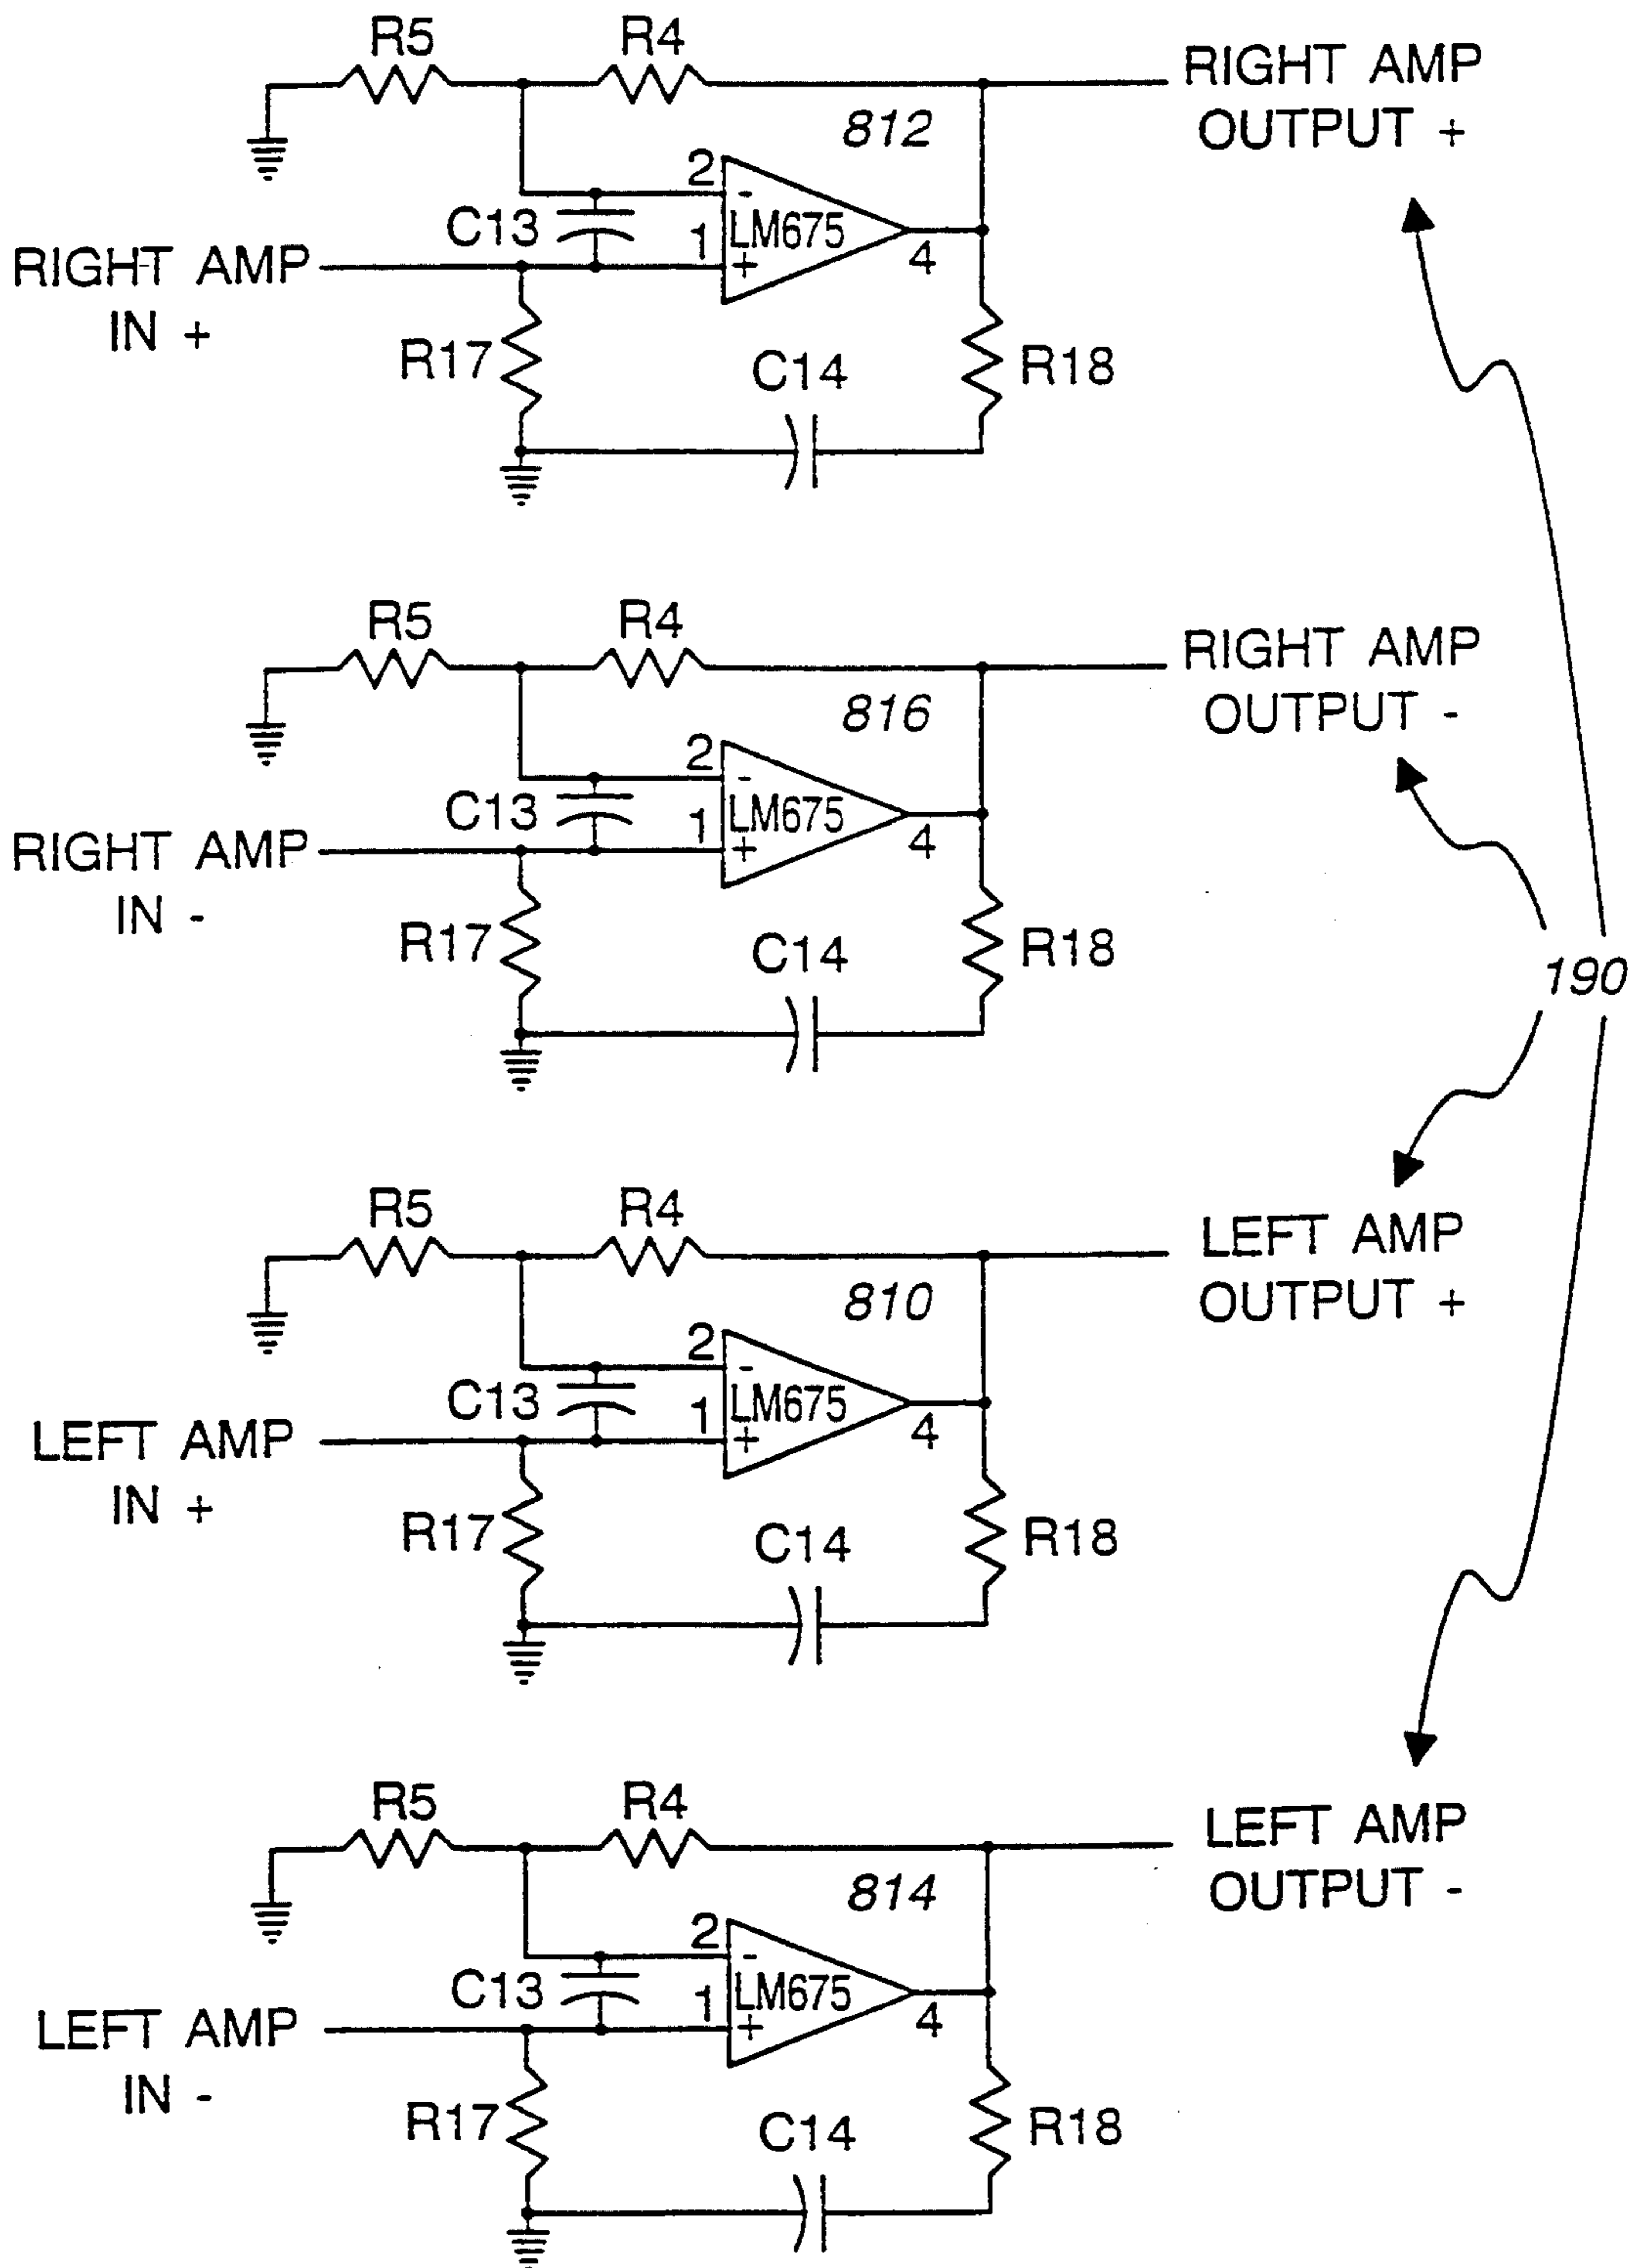 R5 R4
RIGHT AMP
OUTPUT +
812
2
-
C13
LM675
1
+
4
RIGHT AMP
IN +
R17
C14
R18
R5 R4
RIGHT AMP
OUTPUT -
816
2
-
C13
LM675
1
+
4
RIGHT AMP
IN -
R17
C14
R18
190
R5 R4
LEFT AMP
OUTPUT +
810
2
-
C13
LM675
1
+
4
LEFT AMP
IN +
R17
C14
R18
R5 R4
LEFT AMP
OUTPUT -
814
2
-
C13
LM675
1
+
4
LEFT AMP
IN -
R17
C14
R18